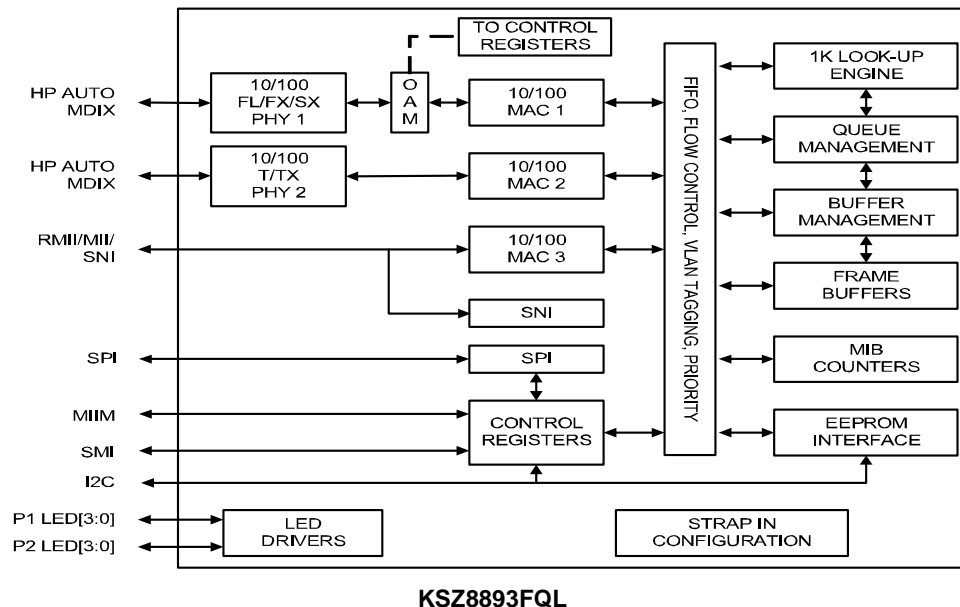 TO CONTROL
REGISTERS
1K LOOK-UP
ENGINE
HP AUTO
MDIX
10/100
FL/FX/SX
PHY 1
OAM
10/100
MAC 1
FIFO, FLOW CONTROL, VLAN TAGGING, PRIORITY
QUEUE
MANAGEMENT
HP AUTO
MDIX
10/100
T/TX
PHY 2
10/100
MAC 2
BUFFER
MANAGEMENT
RMII/MII/
SNI
10/100
MAC 3
FRAME
BUFFERS
SNI
SPI
SPI
MIB
COUNTERS
MIIM
SMI
I2C
CONTROL
REGISTERS
EEPROM
INTERFACE
P1 LED[3:0]
P2 LED[3:0]
LED
DRIVERS
STRAP IN
CONFIGURATION
KSZ8893FQL